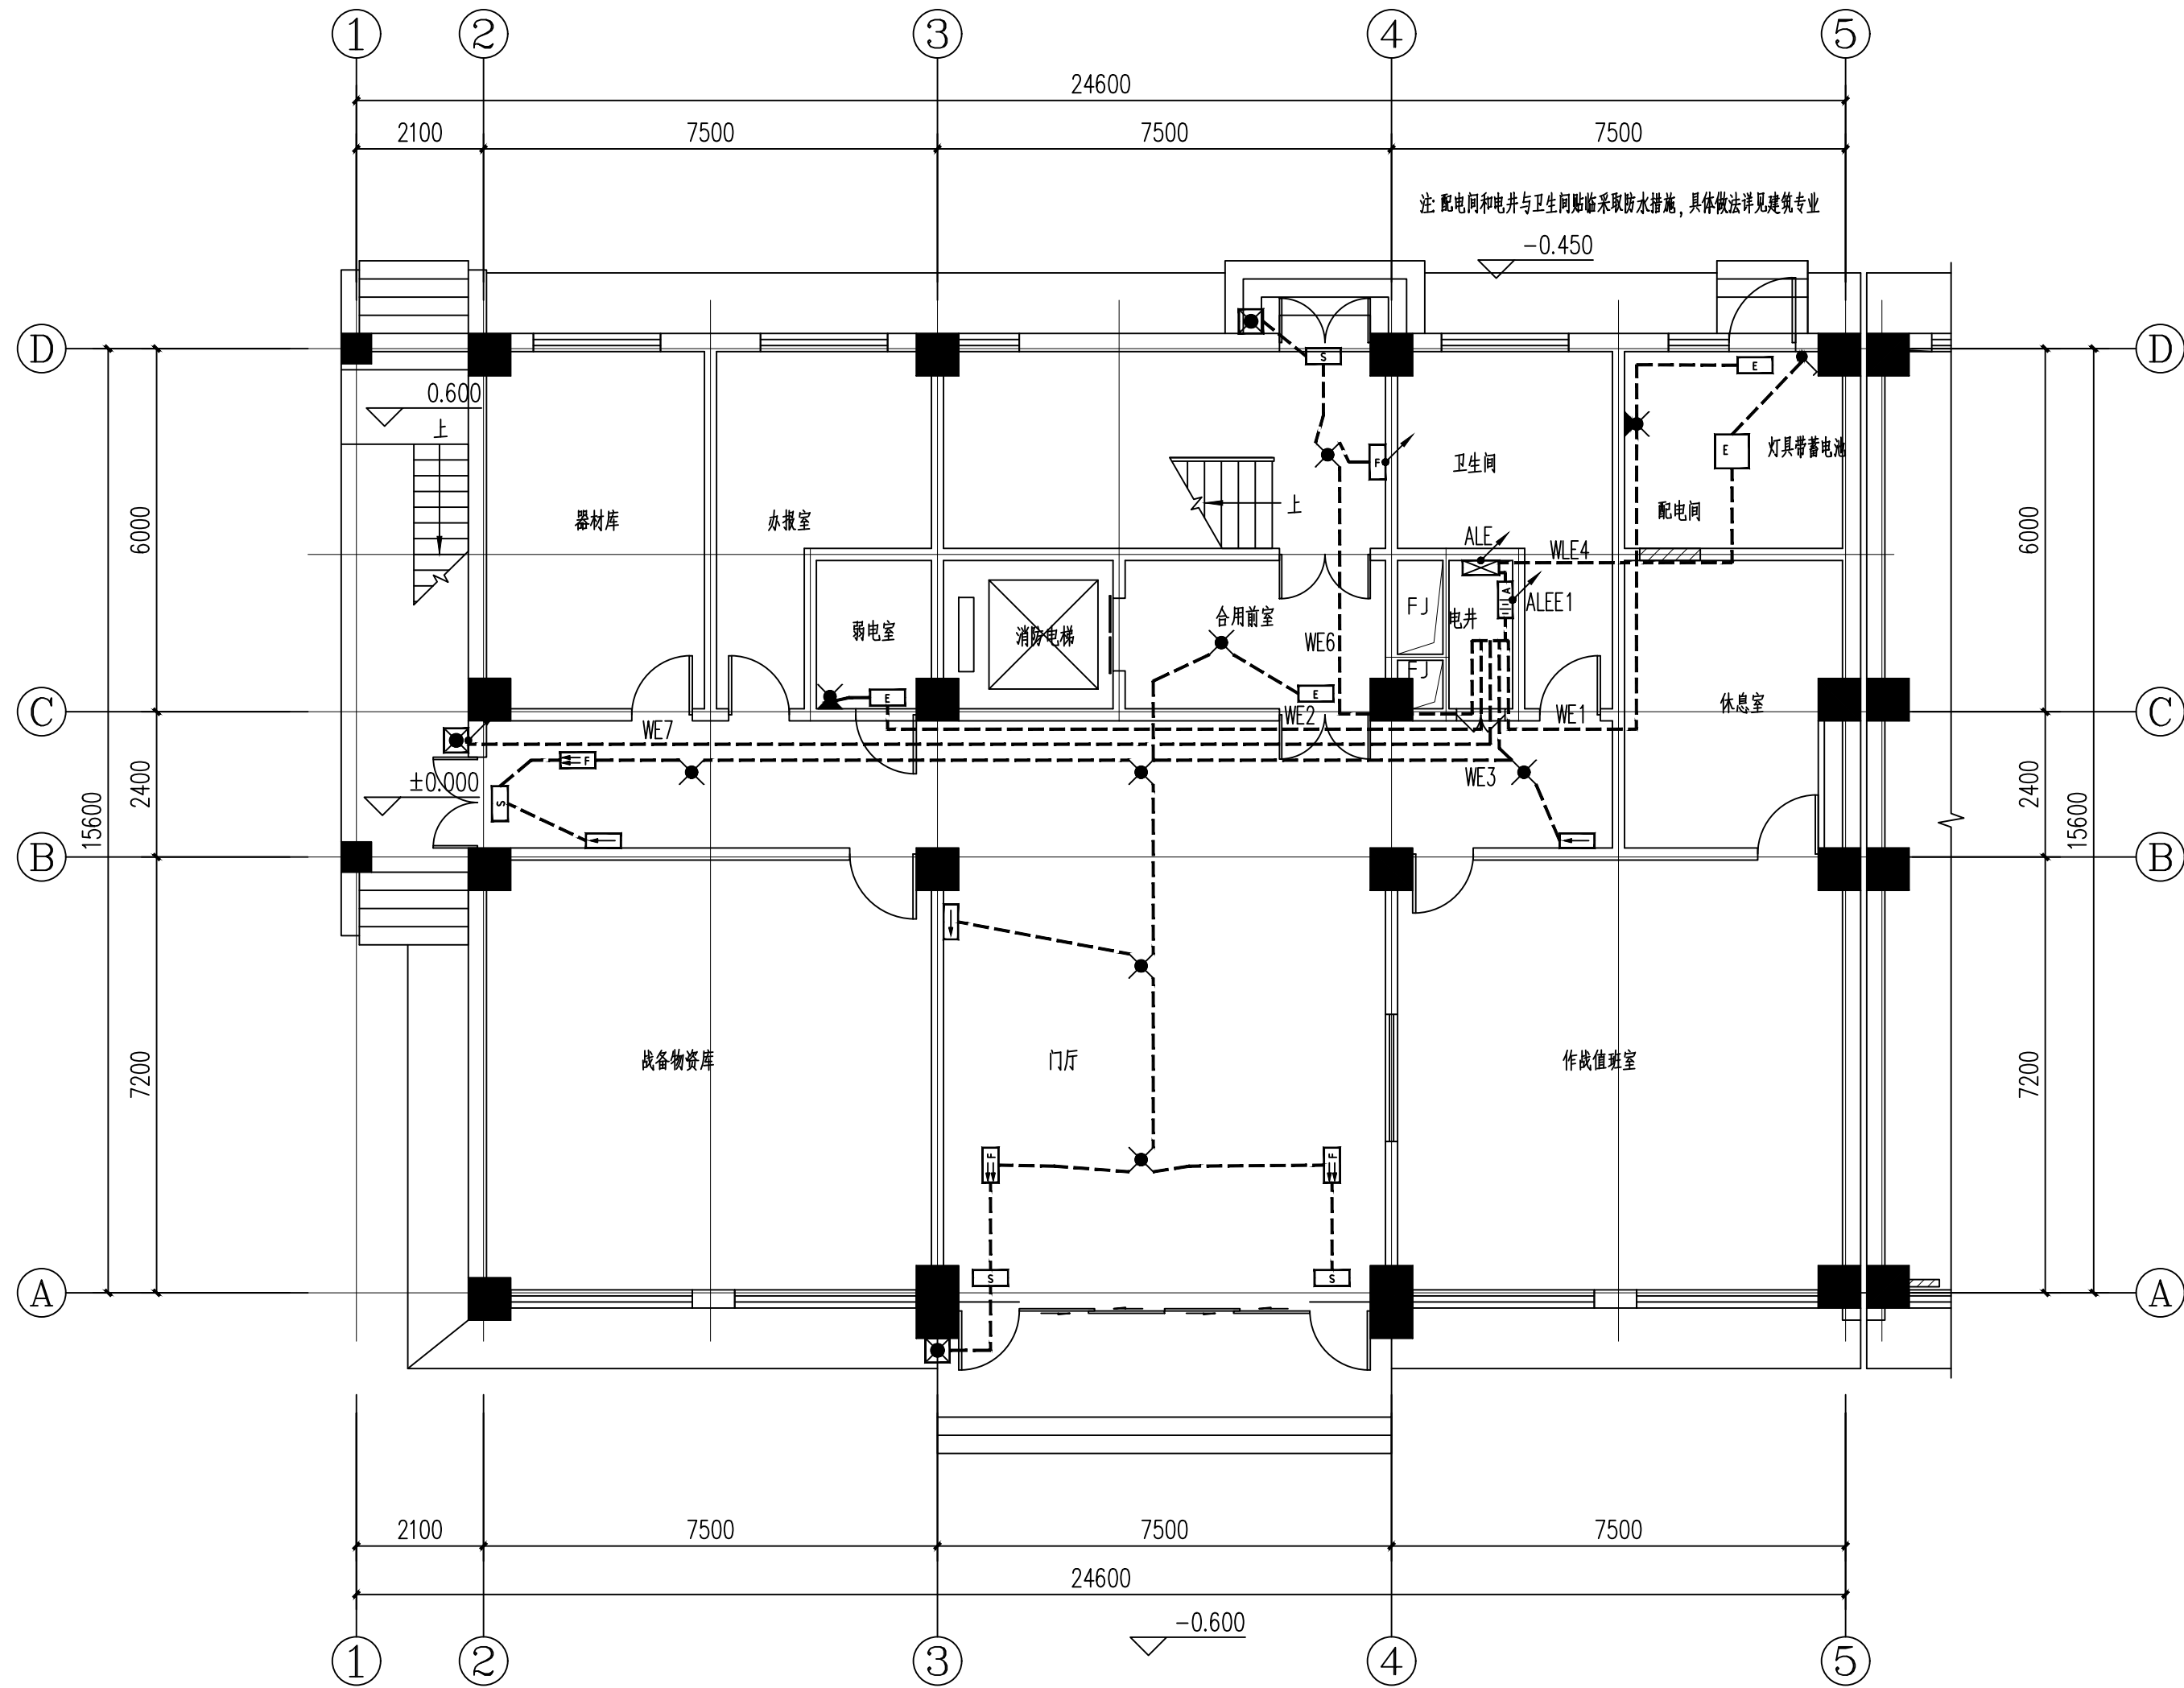 1 2 3 4 5
24600
2100 7500 7500 7500
注: 配电间和电井与卫生间贴临采取防水措施, 具体做法详见建筑专业
-0.450
D D
S
E
0.600
上
E 灯具带蓄电池
F
卫生间
上
器材库 办报室 配电间
6000 6000
ALE WLE4
A
FJ 电井 ALEE1
弱电室 消防电梯 合用前室
WE6
FJ
E E
C C
休息室
WE7 WE2 WE1
F
WE3
±0.000
S
2400 2400
15600 15600
B B
战备物资库 门厅 作战值班室
7200 7200
F F
S S
A A
2100 7500 7500 7500
24600
-0.600
1 2 3 4 5